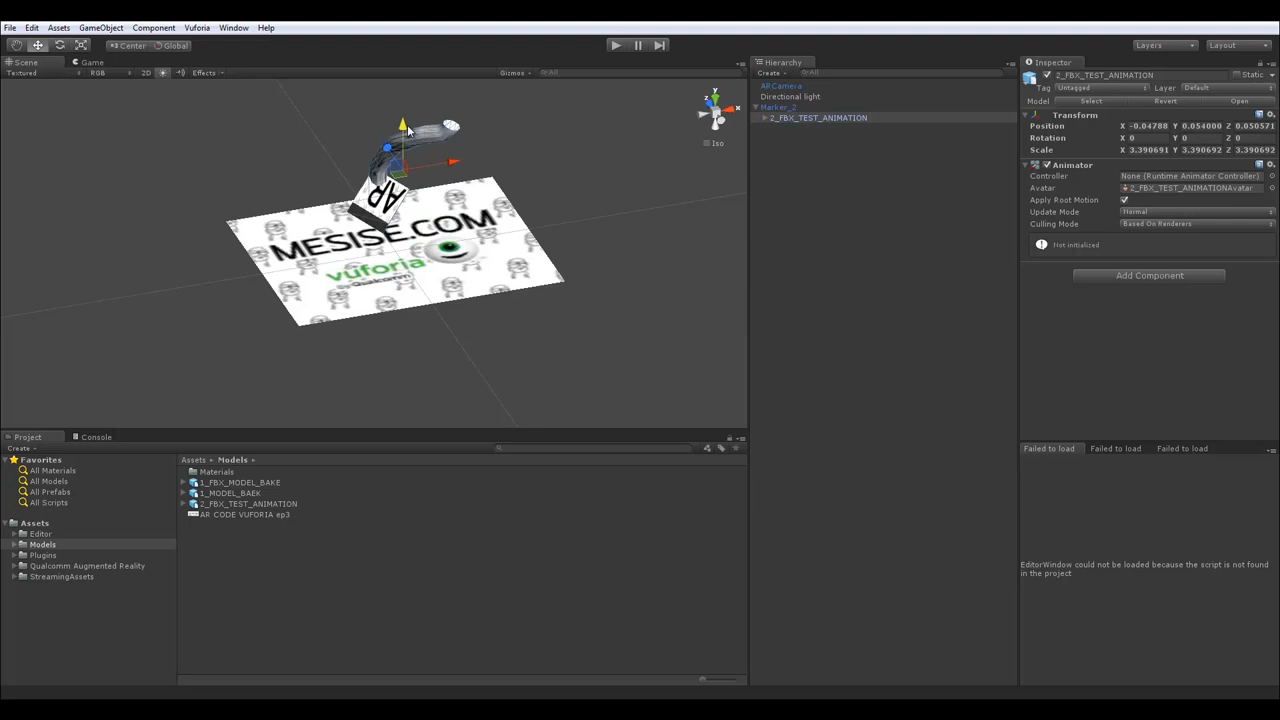 File Edit Assets GameObject Component Vuforia Window Help
Center Global Layers Layout
Scene Game
Textured RGB 2D Effects Gizmos All
y
x
z
Iso
AR
MESISE.COM
vuforia
By Qualcomm
Hierarchy
Create All
ARCamera
Directional light
Marker_2
2_FBX_TEST_ANIMATION
Inspector
2_FBX_TEST_ANIMATION Static
Tag Untagged Layer Default
Model Select Revert Open
Transform
Position X -0.04788 Y 0.054000 Z 0.050571
Rotation X 0 Y 0 Z 0
Scale X 3.390691 Y 3.390692 Z 3.390692
Animator
Controller None (Runtime Animator Controller)
Avatar 2_FBX_TEST_ANIMATIONAvatar
Apply Root Motion
Update Mode Normal
Culling Mode Based On Renderers
Not initialized
Add Component
Failed to load Failed to load Failed to load
EditorWindow could not be loaded because the script is not found
in the project
Project Console
Create
Favorites
All Materials
All Models
All Prefabs
All Scripts
Assets
Editor
Models
Plugins
Qualcomm Augmented Reality
StreamingAssets
Assets Models
Materials
1_FBX_MODEL_BAKE
1_MODEL_BAEK
2_FBX_TEST_ANIMATION
AR CODE VUFORIA ep3